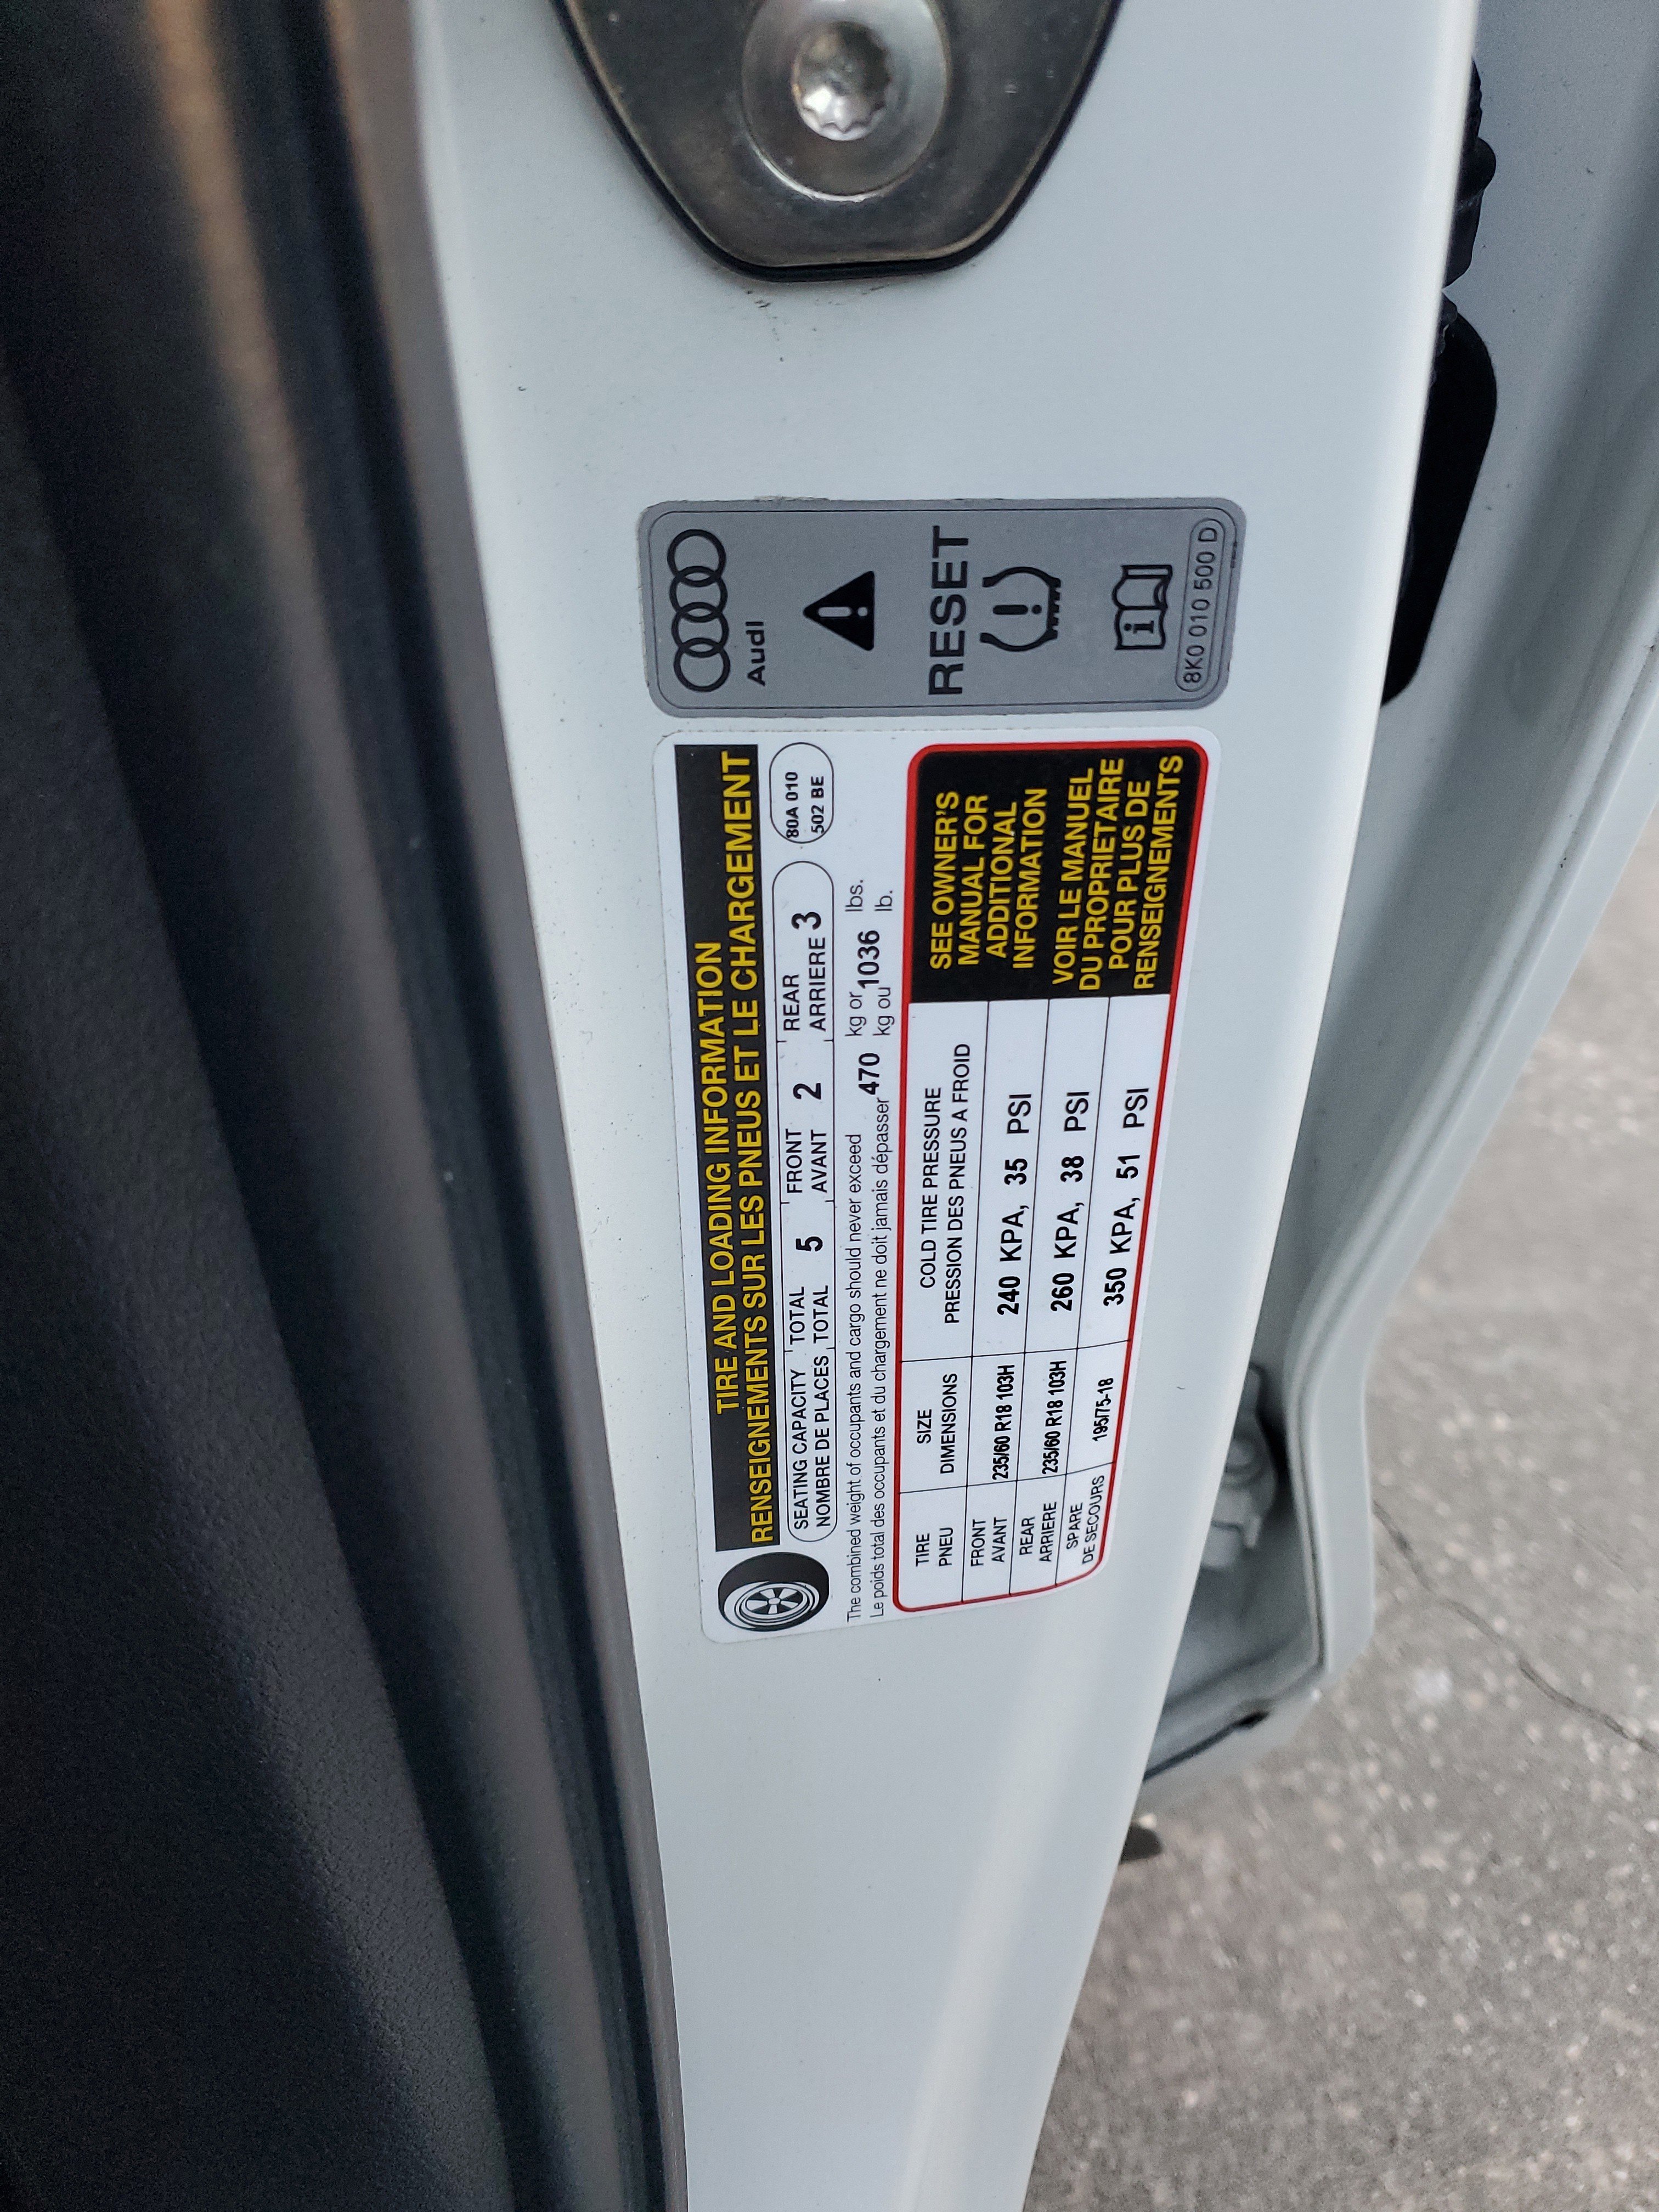 TIRE AND LOADING INFORMATION
RENSEIGNEMENTS SUR LES PNEUS ET LE CHARGEMENT
SEATING CAPACITY TOTAL 5 FRONT 2 REAR 3
NOMBRE DE PLACES TOTAL AVANT ARRIERE
80A 010
502 BE
The combined weight of occupants and cargo should never exceed 470 kg or 1036 lbs.
Le poids total des occupants et du chargement ne doit jamais dépasser kg ou lb.
TIRE SIZE COLD TIRE PRESSURE
PNEU DIMENSIONS PRESSION DES PNEUS A FROID
FRONT
AVANT 235/60 R18 103H 240 KPA, 35 PSI
REAR
ARRIERE 235/60 R18 103H 260 KPA, 38 PSI
SPARE
DE SECOURS 195/75-18 350 KPA, 51 PSI
SEE OWNER'S
MANUAL FOR
ADDITIONAL
INFORMATION
VOIR LE MANUEL
DU PROPRIETAIRE
POUR PLUS DE
RENSEIGNEMENTS
Audi
RESET
8K0 010 500 D